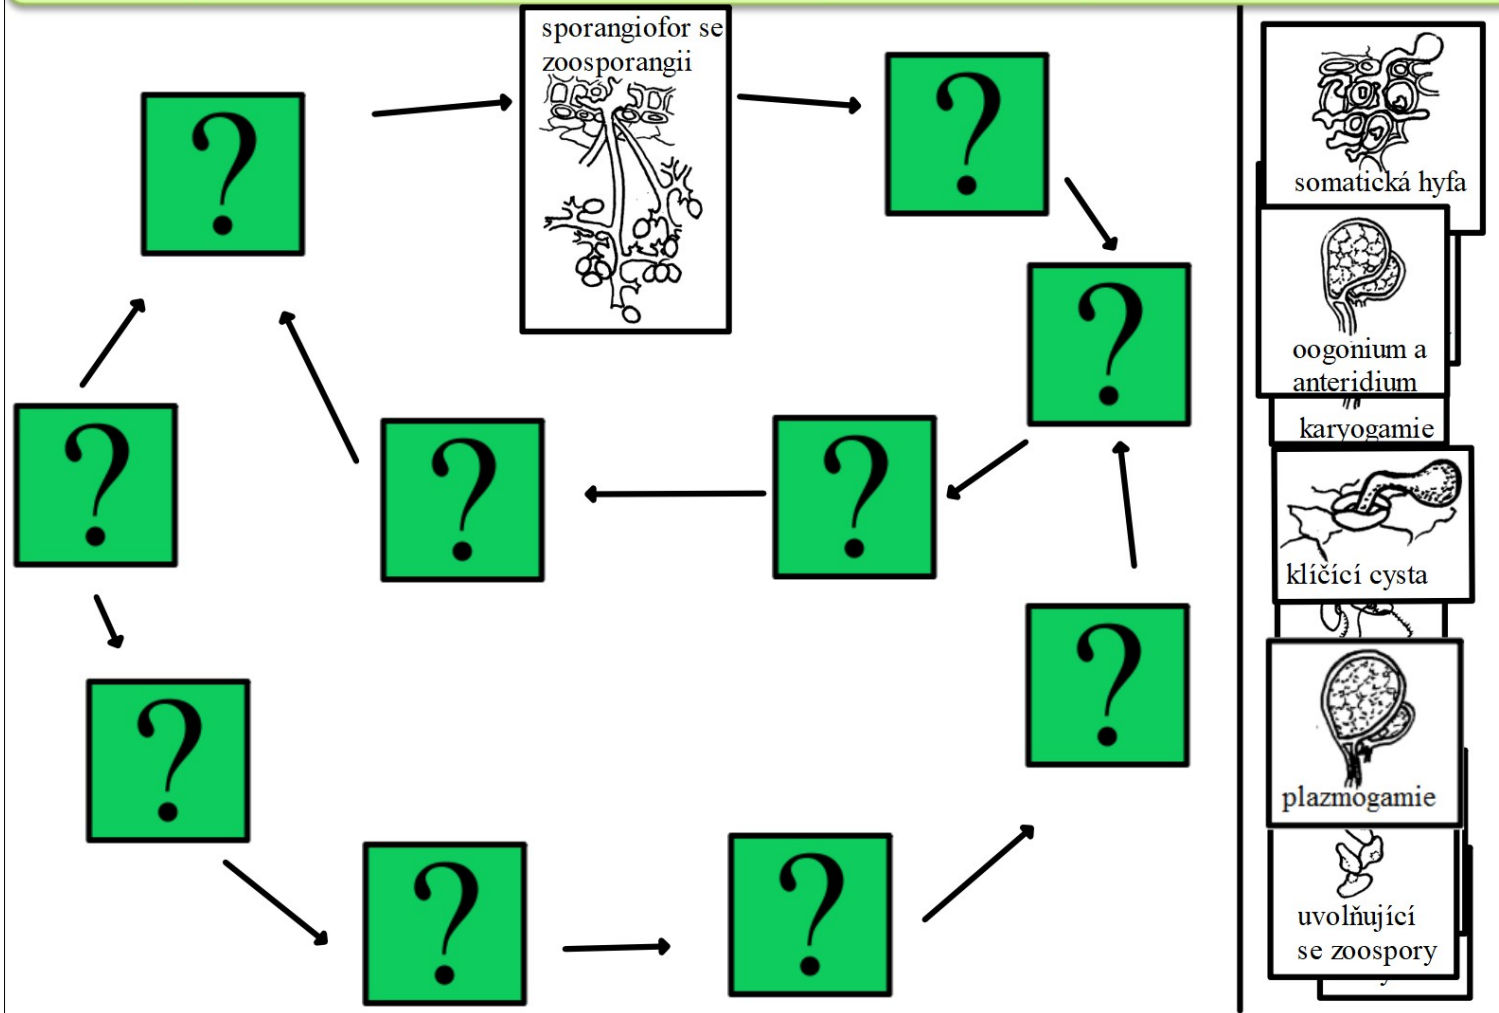 sporangiofor se
zoosporangii
?
?
?
?
?
?
?
?
?
?
somatická hyfa
oogonium a
anteridium
karyogamie
klíčící cysta
plazmogamie
uvolňující
se zoospory